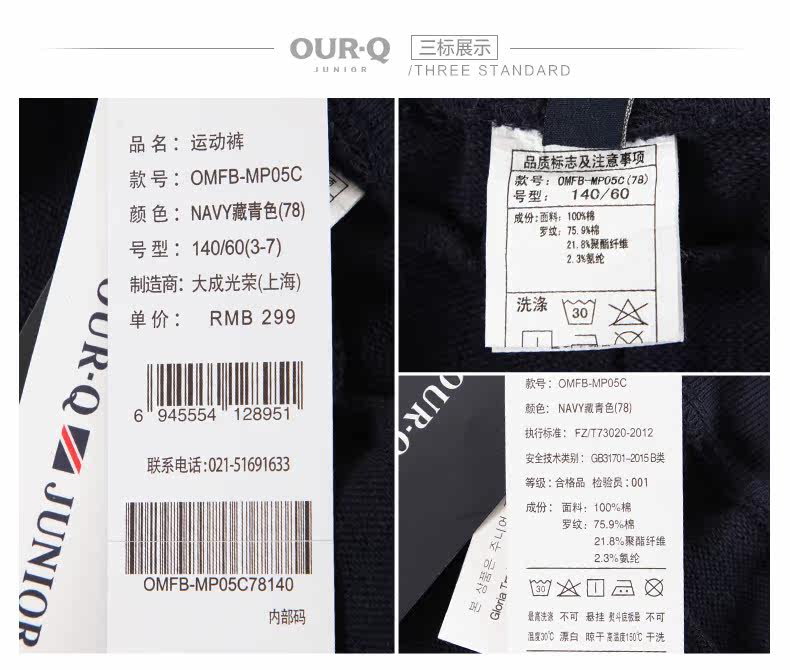 OUR·Q
JUNIOR
三标展示
/THREE STANDARD
品名：运动裤
款号：OMFB-MP05C
颜色：NAVY藏青色(78)
号型：140/60(3-7)
制造商：大成光荣(上海)
单价：RMB 299
6 945554 128951
联系电话:021-51691633
OMFB-MP05C78140
内部码
OUR·Q JUNIOR
品质标志及注意事项
款号：OMFB-MP05C(78)
号型：140/60
成份:面料：100%棉
罗纹：75.9%棉
21.8%聚酯纤维
2.3%氨纶
洗涤
30
OUR·Q
款号：OMFB-MP05C
颜色：NAVY藏青色(78)
执行标准：FZ/T73020-2012
安全技术类别：GB31701-2015 B类
等级:合格品 检验员:001
成份：面料：100%棉
罗纹：75.9%棉
21.8%聚酯纤维
2.3%氨纶
30
最高洗涤 不可 悬挂 熨斗底板最 不可
温度30℃ 漂白 晾干 高温度150℃ 干洗
본 상품은 주니어
Gloria